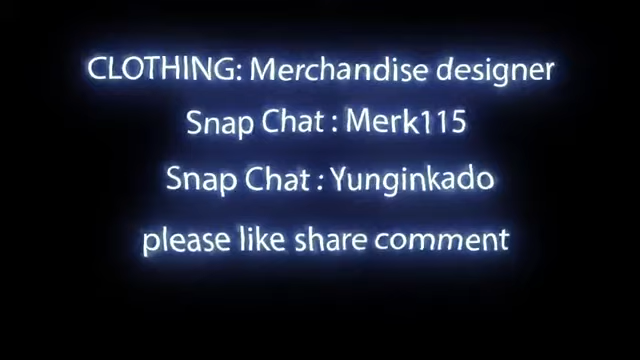 CLOTHING: Merchandise designer
Snap Chat : Merk115
Snap Chat : Yunginkado
please like share comment